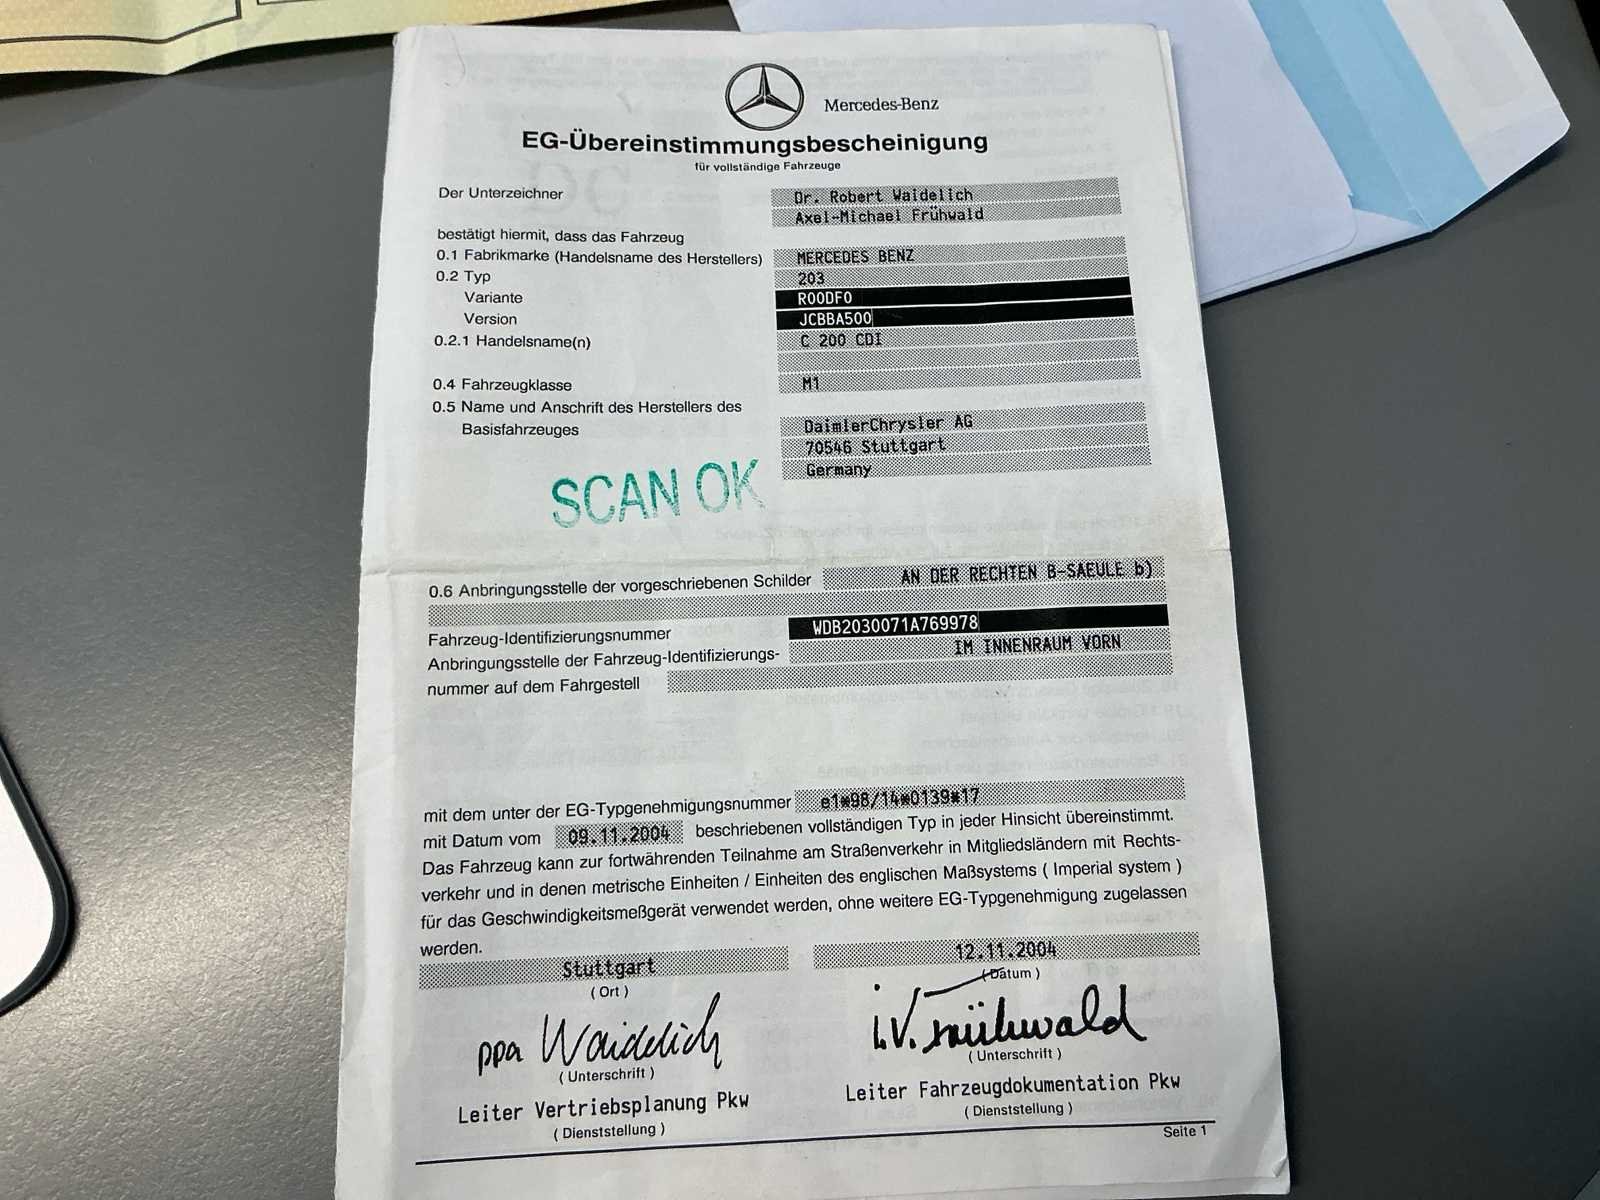 Mercedes-Benz
EG-Übereinstimmungsbescheinigung
für vollständige Fahrzeuge
Der Unterzeichner
Dr. Robert Waidelich
Axel-Michael Frühwald
bestätigt hiermit, dass das Fahrzeug
0.1 Fabrikmarke (Handelsname des Herstellers) MERCEDES BENZ
0.2 Typ 203
Variante R00DF0
Version JCBBA500
0.2.1 Handelsname(n) C 200 CDI
0.4 Fahrzeugklasse M1
0.5 Name und Anschrift des Herstellers des
Basisfahrzeuges
DaimlerChrysler AG
70546 Stuttgart
Germany
SCAN OK
0.6 Anbringungsstelle der vorgeschriebenen Schilder AN DER RECHTEN B-SAEULE b)
Fahrzeug-Identifizierungsnummer WDB2030071A769978
Anbringungsstelle der Fahrzeug-Identifizierungs- IM INNENRAUM VORN
nummer auf dem Fahrgestell
mit dem unter der EG-Typgenehmigungsnummer e1*98/14*0139*17
mit Datum vom 09.11.2004 beschriebenen vollständigen Typ in jeder Hinsicht übereinstimmt.
Das Fahrzeug kann zur fortwährenden Teilnahme am Straßenverkehr in Mitgliedsländern mit Rechts-
verkehr und in denen metrische Einheiten / Einheiten des englischen Maßsystems ( Imperial system )
für das Geschwindigkeitsmeßgerät verwendet werden, ohne weitere EG-Typgenehmigung zugelassen
werden.
Stuttgart 12.11.2004
( Ort ) ( Datum )
ppa Waidelich i.V. Frühwald
( Unterschrift ) ( Unterschrift )
Leiter Vertriebsplanung Pkw Leiter Fahrzeugdokumentation Pkw
( Dienststellung ) ( Dienststellung )
Seite 1